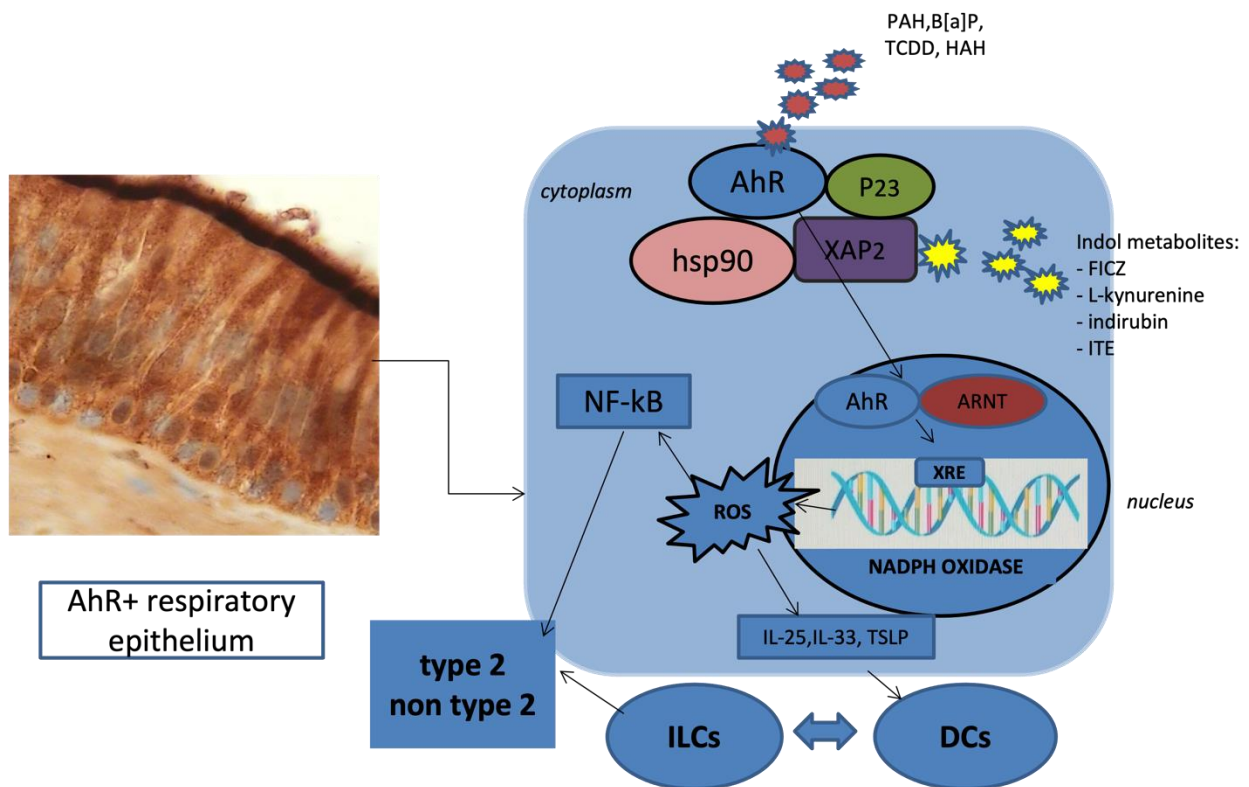 PAH,B[a]P,
TCDD, HAH
cytoplasm
AhR
P23
hsp90
XAP2
Indol metabolites:
- FICZ
- L-kynurenine
- indirubin
- ITE
NF-kB
AhR
ARNT
XRE
nucleus
ROS
NADPH OXIDASE
AhR+ respiratory
epithelium
IL-25,IL-33, TSLP
type 2
non type 2
ILCs
DCs